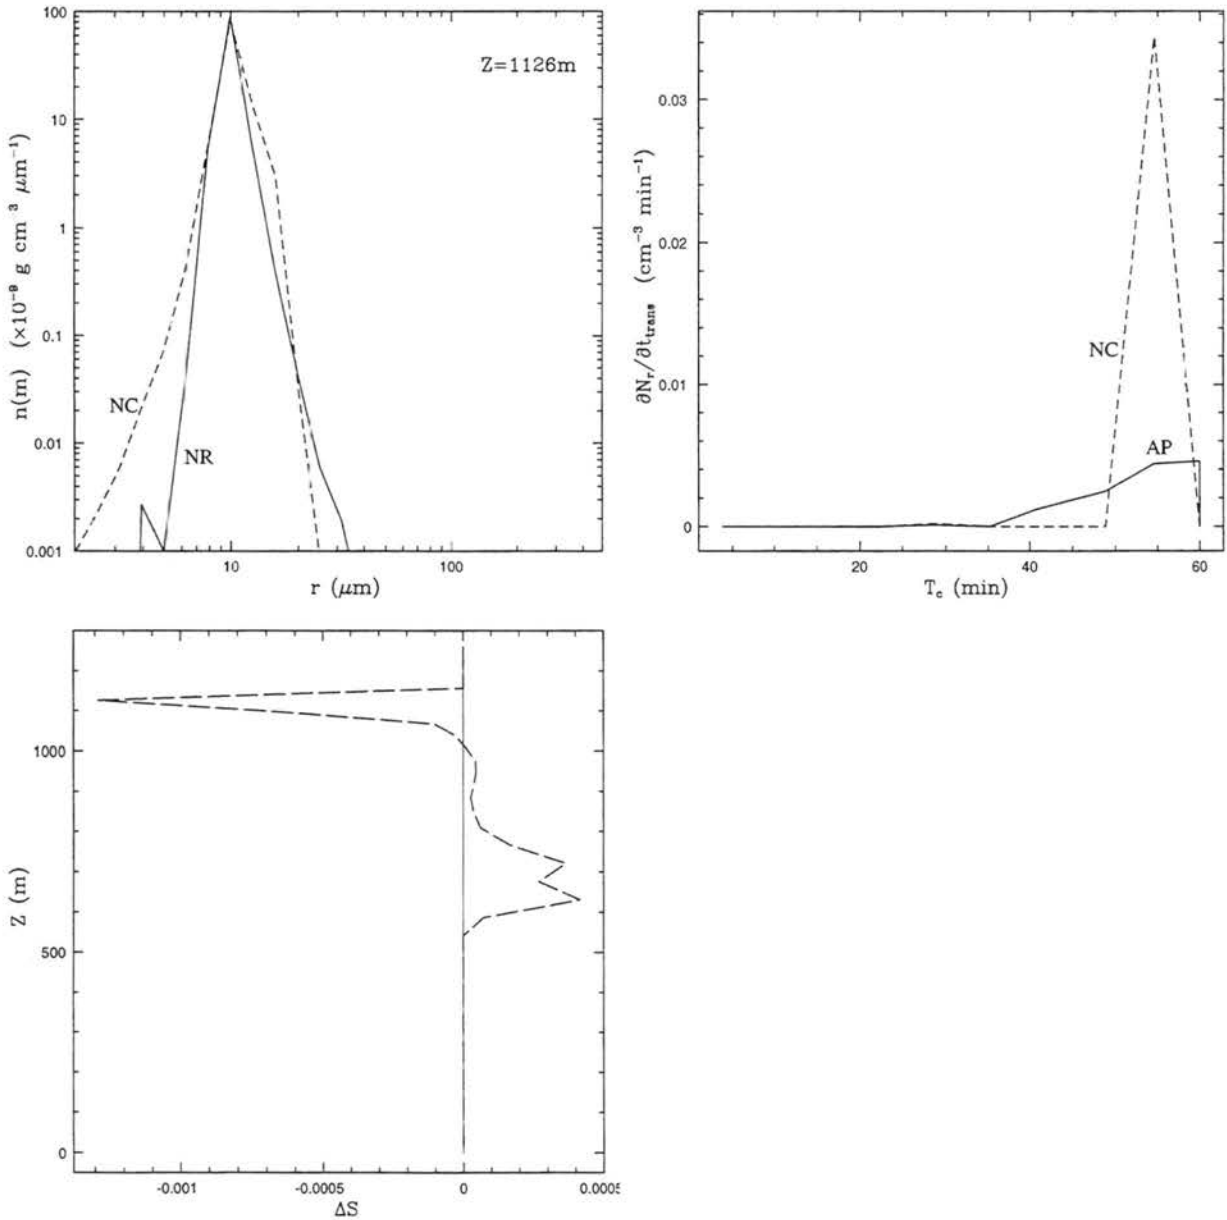 100
10
1
0.1
0.01
0.001
n(m) (×10⁻⁹ g cm⁻³ μm⁻¹)
Z=1126m
NC
NR
10 100
r (μm)
0.03
0.02
0.01
0
∂Nᵣ/∂t_trans (cm⁻³ min⁻¹)
NC
AP
20 40 60
T_c (min)
1000
500
0
Z (m)
-0.001 -0.0005 0 0.0005
ΔS